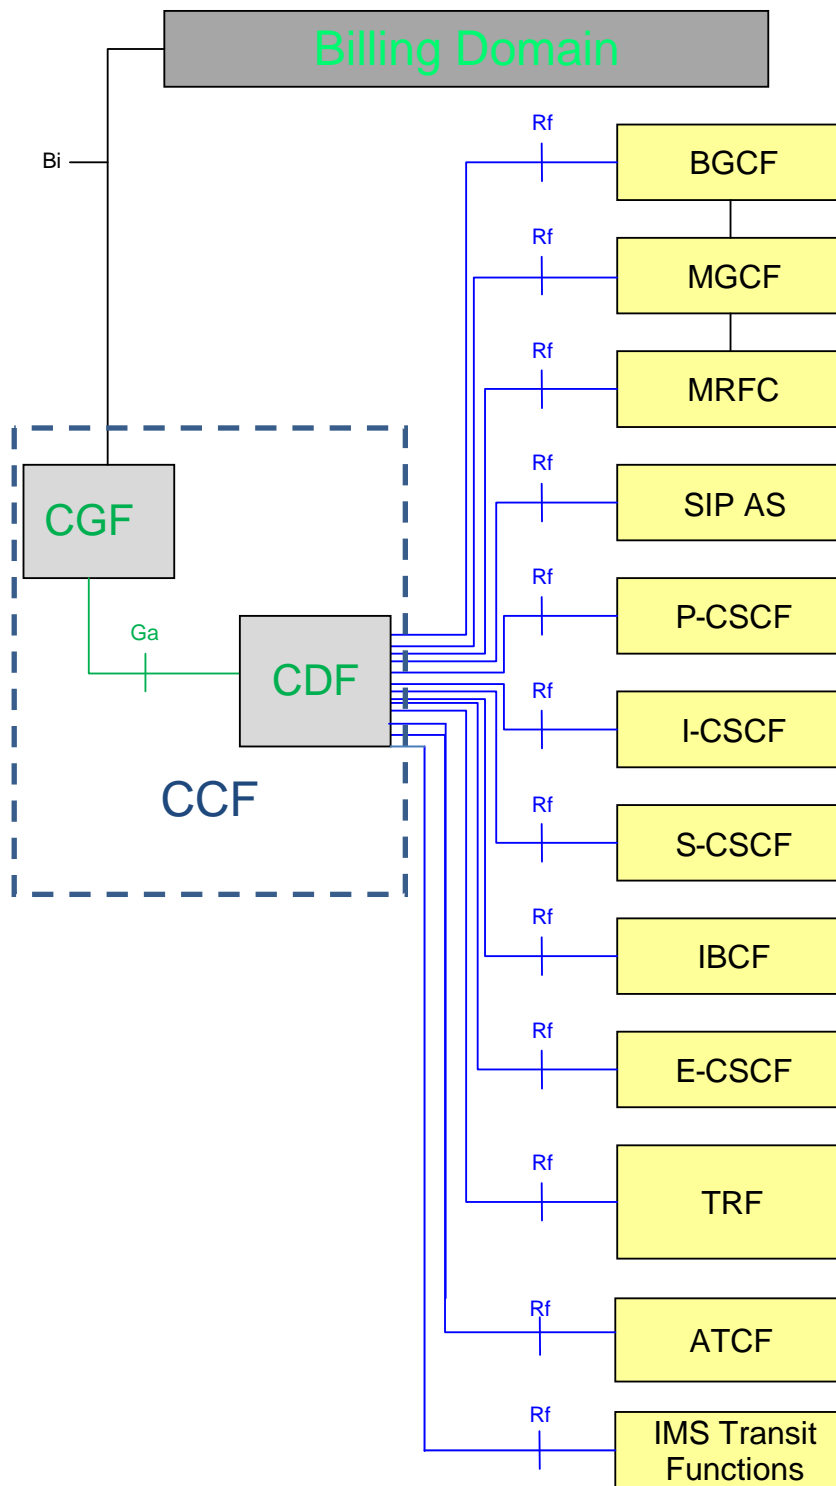 Billing Domain
Bi
Rf
BGCF
Rf
MGCF
Rf
MRFC
Rf
SIP AS
CGF
Rf
P-CSCF
Ga
CDF
Rf
I-CSCF
CCF
Rf
S-CSCF
Rf
IBCF
Rf
E-CSCF
Rf
TRF
Rf
ATCF
Rf
IMS Transit
Functions